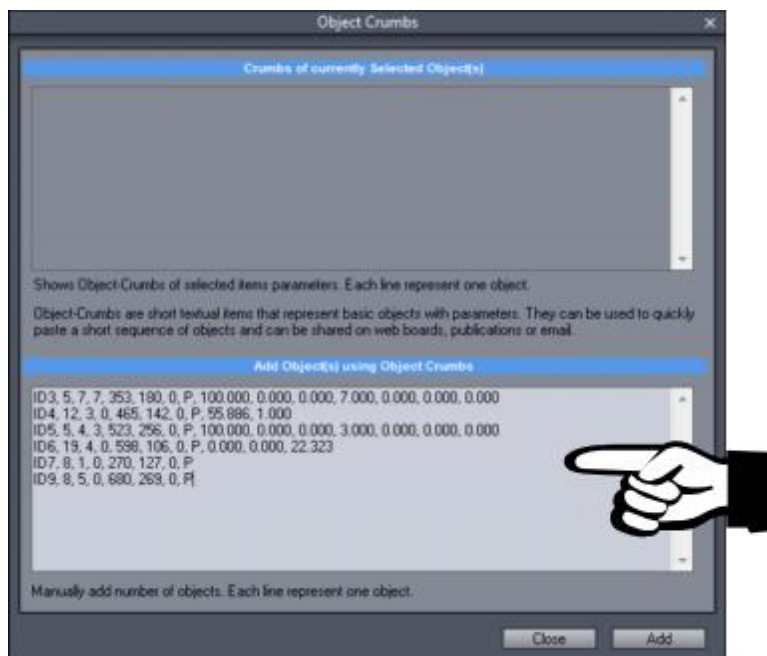 Object Crumbs
Crumbs of currently Selected Object(s)
Shows Object-Crumbs of selected items parameters. Each line represent one object.
Object-Crumbs are short textual items that represent basic objects with parameters. They can be used to quickly
paste a short sequence of objects and can be shared on web boards, publications or email
Add Object(s) using Object Crumbs
ID3, 5, 7, 7, 353, 180, 0, P, 100.000, 0.000, 0.000, 7.000, 0.000, 0.000, 0.000
ID4, 12, 3, 0, 465, 142, 0, P, 55.886, 1.000
ID5, 5, 4, 3, 523, 256, 0, P, 100.000, 0.000, 0.000, 3.000, 0.000, 0.000, 0.000
ID6, 19, 4, 0, 598, 106, 0, P, 0.000, 0.000, 22.323
ID7, 8, 1, 0, 270, 127, 0, P
ID9, 8, 5, 0, 680, 269, 0, P
Manually add number of objects. Each line represent one object.
Close Add